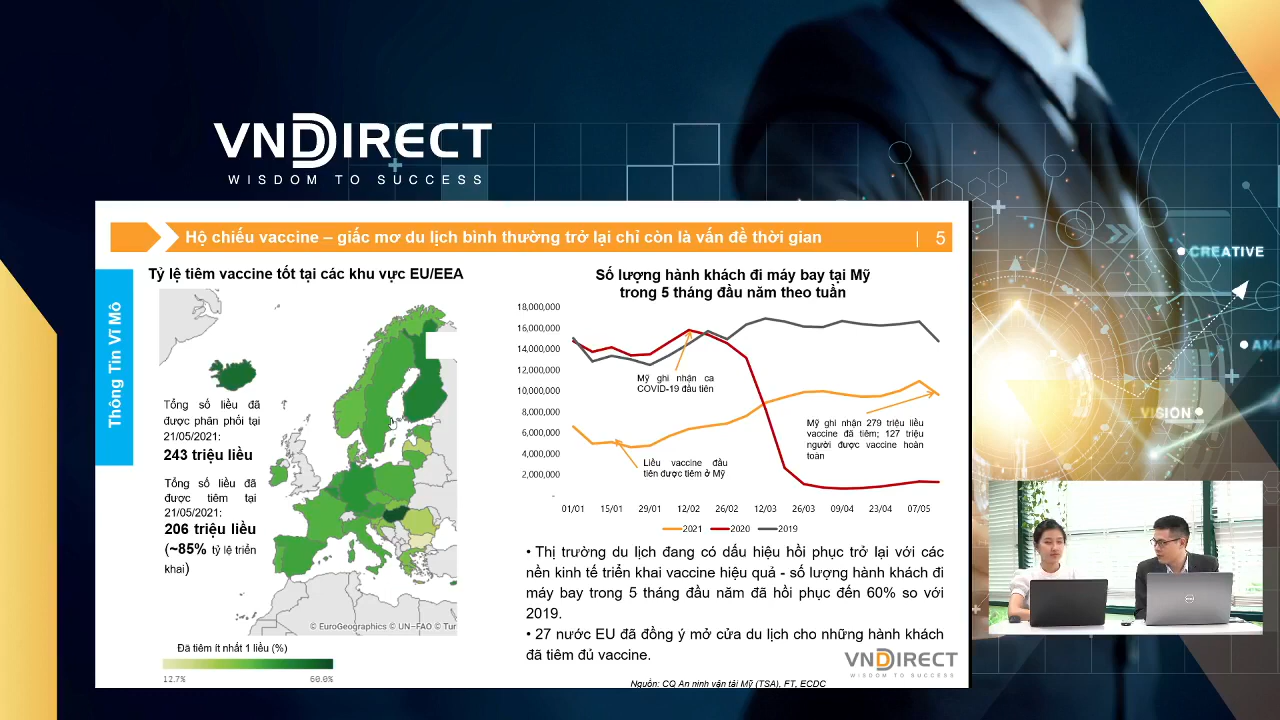 VNDIRECT
WISDOM TO SUCCESS
Hộ chiếu vaccine – giấc mơ du lịch bình thường trở lại chỉ còn là vấn đề thời gian
| 5
Thông Tin Vĩ Mô
Tỷ lệ tiêm vaccine tốt tại các khu vực EU/EEA
Tổng số liều đã
được phân phối tại
21/05/2021:
243 triệu liều
Tổng số liều đã
được tiêm tại
21/05/2021:
206 triệu liều
(~85% tỷ lệ triển
khai)
© EuroGeographics © UN–FAO © Tur
Đã tiêm ít nhất 1 liều (%)
12.7%
60.0%
Số lượng hành khách đi máy bay tại Mỹ
trong 5 tháng đầu năm theo tuần
18,000,000
16,000,000
14,000,000
12,000,000
10,000,000
8,000,000
6,000,000
4,000,000
2,000,000
-
Mỹ ghi nhận ca
COVID-19 đầu tiên
Mỹ ghi nhận 279 triệu liều
vaccine đã tiêm; 127 triệu
người được vaccine hoàn
toàn
Liều vaccine đầu
tiên được tiêm ở Mỹ
01/01 15/01 29/01 12/02 26/02 12/03 26/03 09/04 23/04 07/05
2021 2020 2019
• Thị trường du lịch đang có dấu hiệu hồi phục trở lại với các
nền kinh tế triển khai vaccine hiệu quả - số lượng hành khách đi
máy bay trong 5 tháng đầu năm đã hồi phục đến 60% so với
2019.
• 27 nước EU đã đồng ý mở cửa du lịch cho những hành khách
đã tiêm đủ vaccine.
VNDIRECT
WISDOM TO SUCCESS
Nguồn: CQ An ninh vận tải Mỹ (TSA), FT, ECDC
CREATIVE
ANA
VISION
DELL